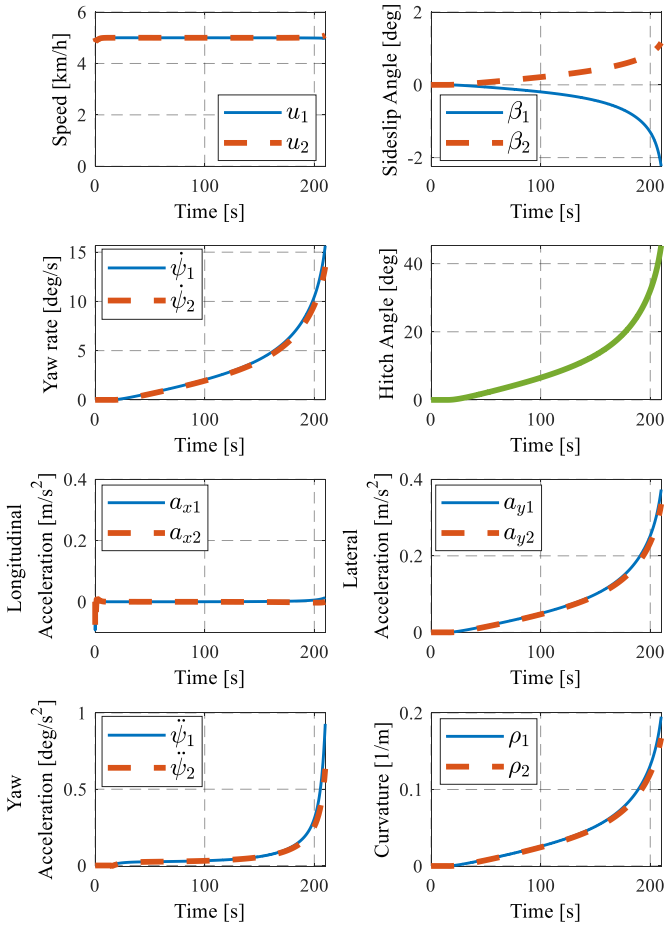 Speed [km/h]
6
4
2
0
u₁
u₂
0 100 200
Time [s]
Sideslip Angle [deg]
2
0
-2
β₁
β₂
0 100 200
Time [s]
Yaw rate [deg/s]
15
10
5
0
ψ̇₁
ψ̇₂
0 100 200
Time [s]
Hitch Angle [deg]
40
20
0
0 100 200
Time [s]
Longitudinal
Acceleration [m/s²]
0.4
0.2
0
aₓ₁
aₓ₂
0 100 200
Time [s]
Lateral
Acceleration [m/s²]
0.4
0.2
0
a_y1
a_y2
0 100 200
Time [s]
Yaw
Acceleration [deg/s²]
1
0.5
0
ψ̈₁
ψ̈₂
0 100 200
Time [s]
Curvature [1/m]
0.2
0.1
0
ρ₁
ρ₂
0 100 200
Time [s]